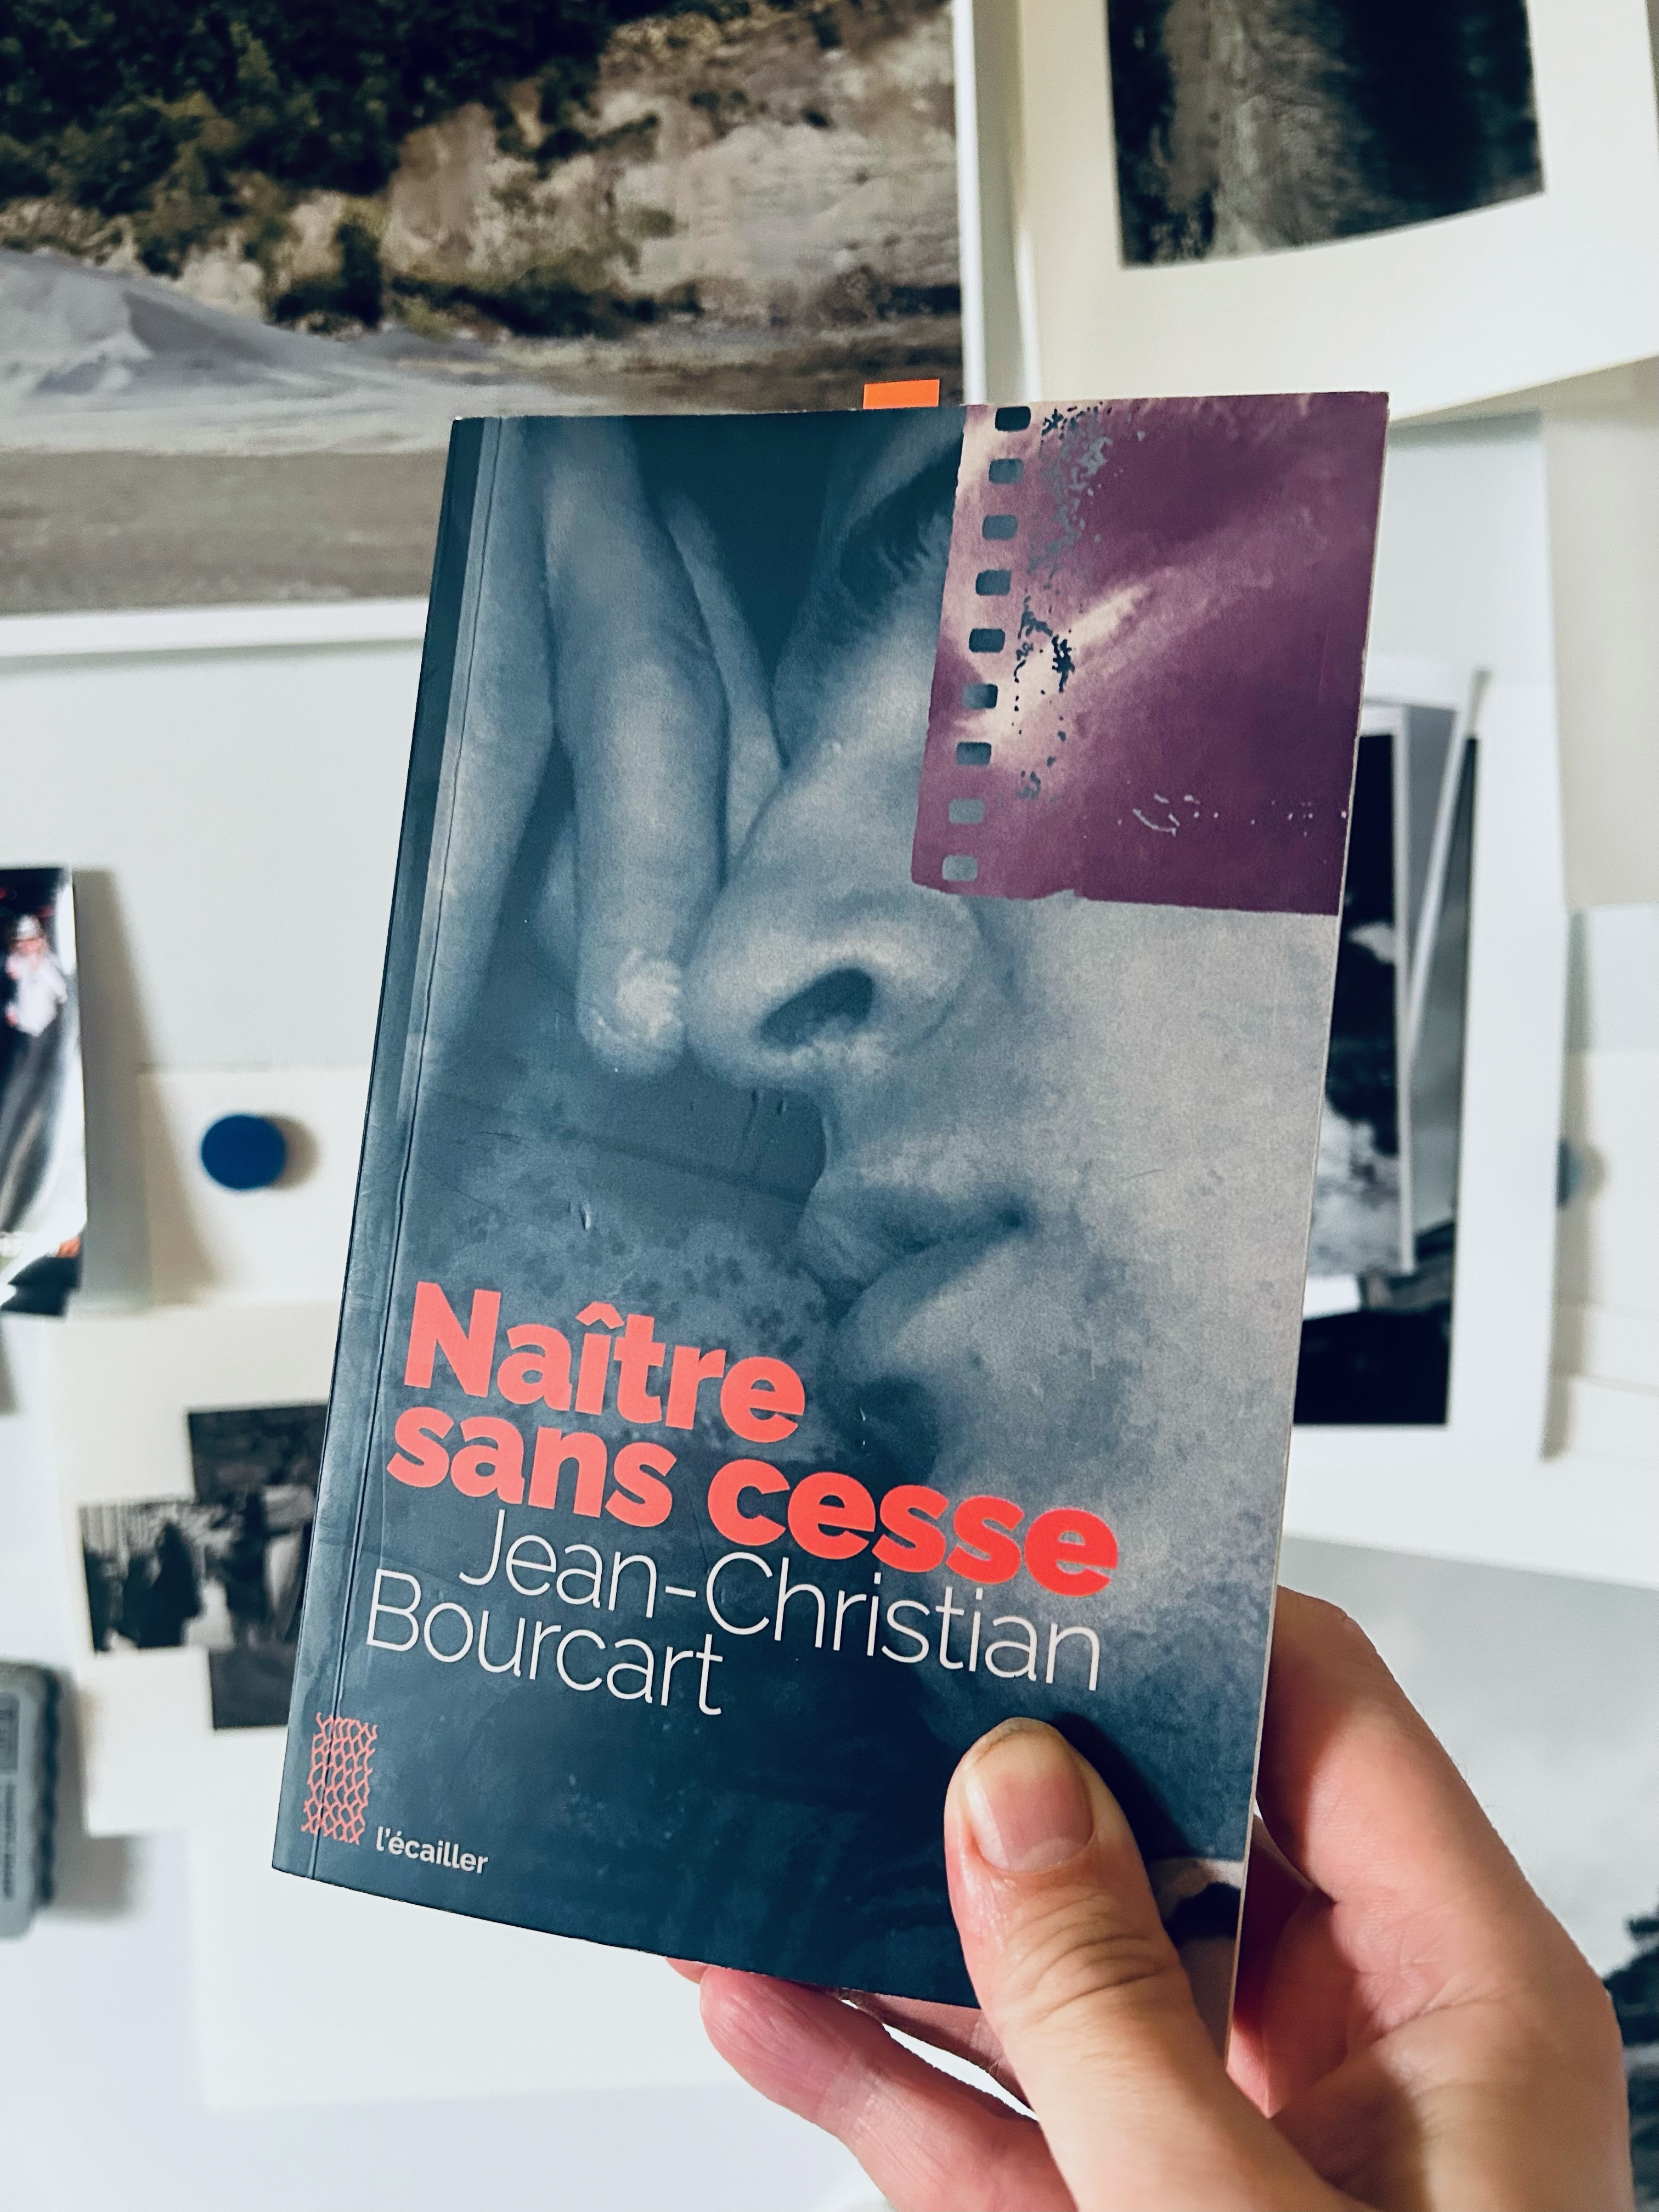 Naître
sans cesse
Jean-Christian
Bourcart
l'écailler